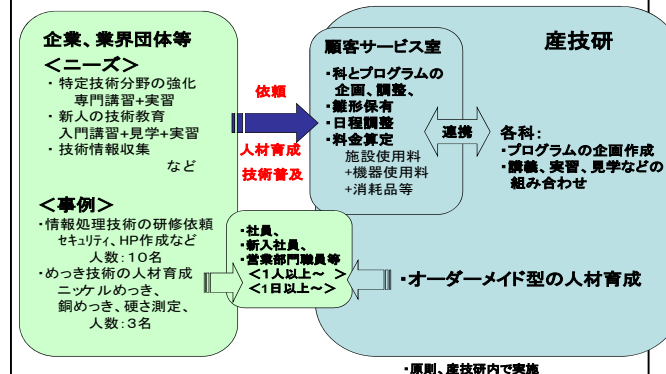 企業、業界団体等
＜ニーズ＞
・特定技術分野の強化
専門講習+実習
・新人の技術教育
入門講習+見学+実習
・技術情報収集
など
＜事例＞
・情報処理技術の研修依頼
セキュリティ、HP作成など
人数：10名
・めっき技術の人材育成
ニッケルめっき、
銅めっき、硬さ測定、
人数：3名
依頼
人材育成
技術普及
・社員、
・新入社員、
・営業部門職員等
＜1人以上～　＞
＜1日以上～＞
顧客サービス室
・科とプログラムの
企画、調整、
・雛形保有
・日程調整
・料金算定
施設使用料
+機器使用料
+消耗品等
連携
産技研
各科：
・プログラムの企画作成
・講義、実習、見学などの
組み合わせ
・オーダーメイド型の人材育成
・原則、産技研内で実施